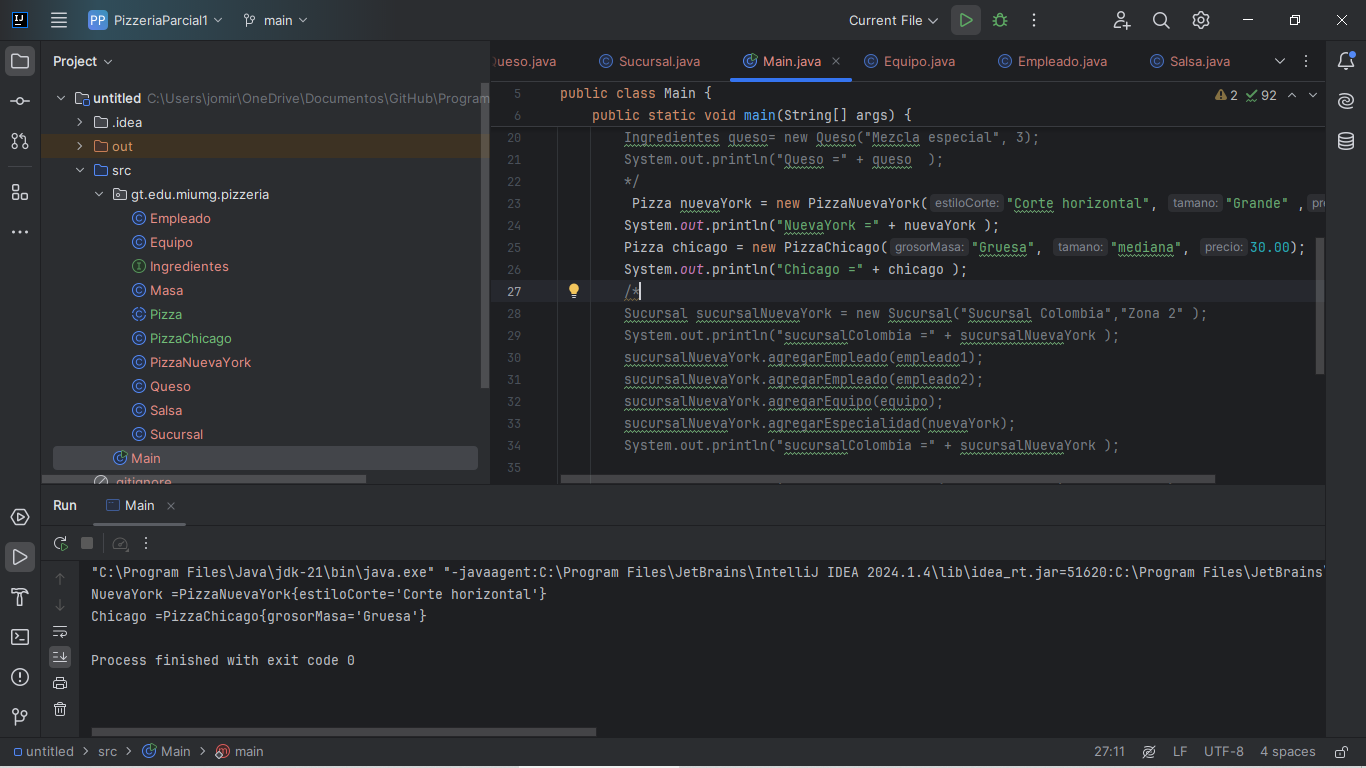 PP PizzeriaParcial1 main Current File
Project
ueso.java Sucursal.java Main.java Equipo.java Empleado.java Salsa.java
untitled C:\Users\jomir\OneDrive\Documentos\GitHub\Program
.idea
out
src
gt.edu.miumg.pizzeria
Empleado
Equipo
Ingredientes
Masa
Pizza
PizzaChicago
PizzaNuevaYork
Queso
Salsa
Sucursal
Main
.gitignore
2 92
5 public class Main {
6 public static void main(String[] args) {
20 Ingredientes queso= new Queso("Mezcla especial", 3);
21 System.out.println("Queso =" + queso  );
22 */
23 Pizza nuevaYork = new PizzaNuevaYork( estiloCorte: "Corte horizontal", tamano: "Grande" , pre
24 System.out.println("NuevaYork =" + nuevaYork );
25 Pizza chicago = new PizzaChicago( grosorMasa: "Gruesa", tamano: "mediana", precio: 30.00);
26 System.out.println("Chicago =" + chicago );
27 /*
28 Sucursal sucursalNuevaYork = new Sucursal("Sucursal Colombia","Zona 2" );
29 System.out.println("sucursalColombia =" + sucursalNuevaYork );
30 sucursalNuevaYork.agregarEmpleado(empleado1);
31 sucursalNuevaYork.agregarEmpleado(empleado2);
32 sucursalNuevaYork.agregarEquipo(equipo);
33 sucursalNuevaYork.agregarEspecialidad(nuevaYork);
34 System.out.println("sucursalColombia =" + sucursalNuevaYork );
35
Run Main
"C:\Program Files\Java\jdk-21\bin\java.exe" "-javaagent:C:\Program Files\JetBrains\IntelliJ IDEA 2024.1.4\lib\idea_rt.jar=51620:C:\Program Files\JetBrains\
NuevaYork =PizzaNuevaYork{estiloCorte='Corte horizontal'}
Chicago =PizzaChicago{grosorMasa='Gruesa'}
Process finished with exit code 0
untitled > src > Main > main 27:11 LF UTF-8 4 spaces